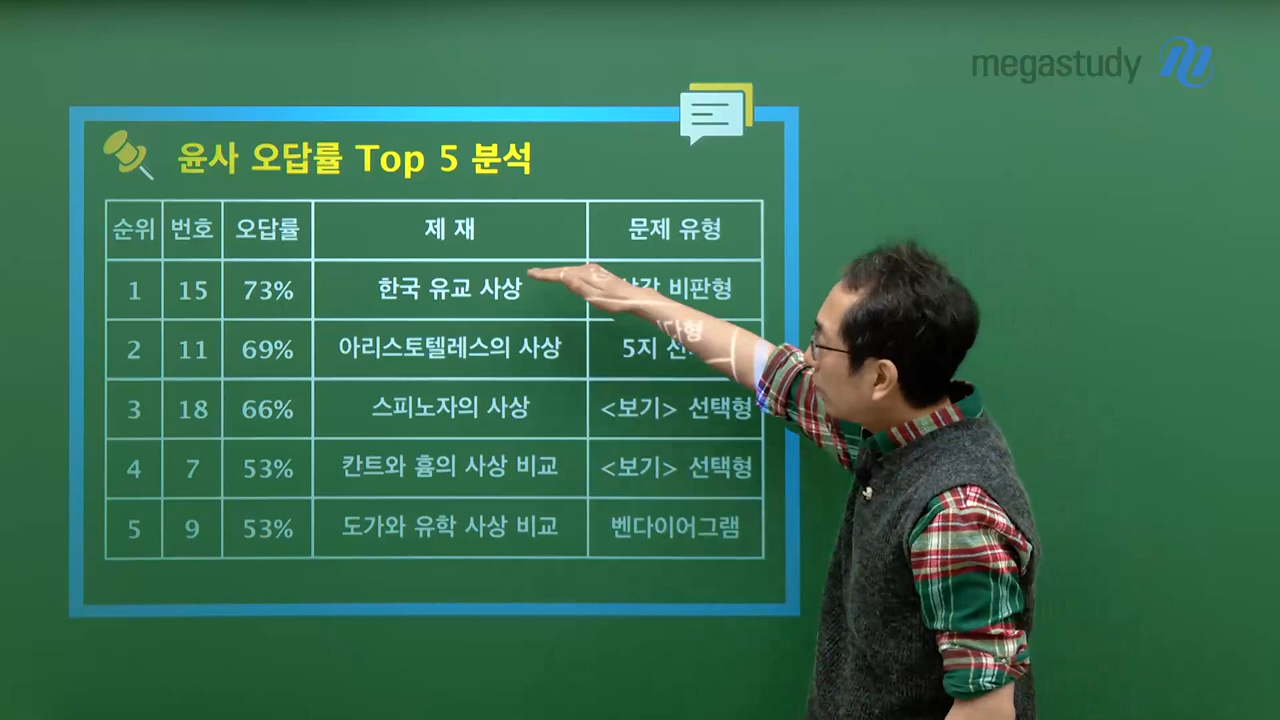 megastudy
윤사 오답률 Top 5 분석
순위 번호 오답률 제 재 문제 유형
1 15 73% 한국 유교 사상 비판형
2 11 69% 아리스토텔레스의 사상 5지
3 18 66% 스피노자의 사상 <보기> 선택형
4 7 53% 칸트와 흄의 사상 비교 <보기> 선택형
5 9 53% 도가와 유학 사상 비교 벤다이어그램